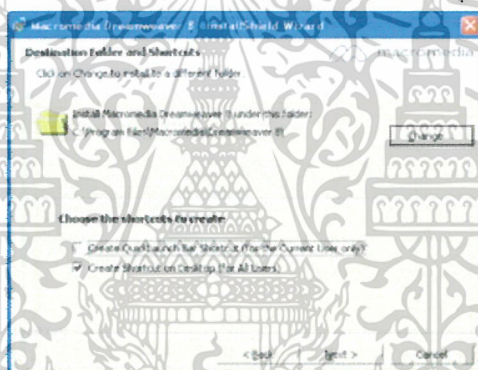 Macromedia Dreamweaver 8 - InstallShield Wizard
Destination Folder and Shortcuts
macromedia
Click on Change to install to a different folder.
Install Macromedia Dreamweaver 8 under this folder:
C:\Program Files\Macromedia\Dreamweaver 8\
Change
Choose the shortcuts to create
Create Quick Launch Bar Shortcut (for the Current User only).
Create Shortcut on Desktop (for All Users).
< Back
Next >
Cancel